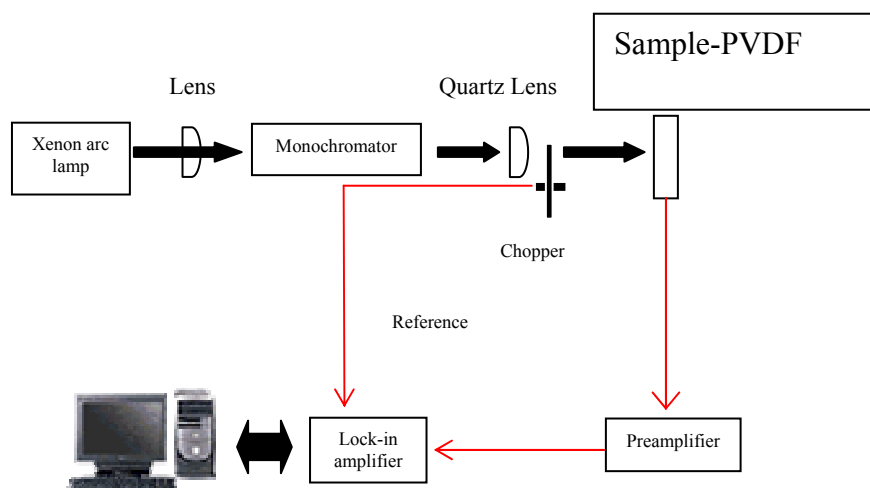 Sample-PVDF
Lens
Quartz Lens
Xenon arc
lamp
Monochromator
Chopper
Reference
Lock-in
amplifier
Preamplifier